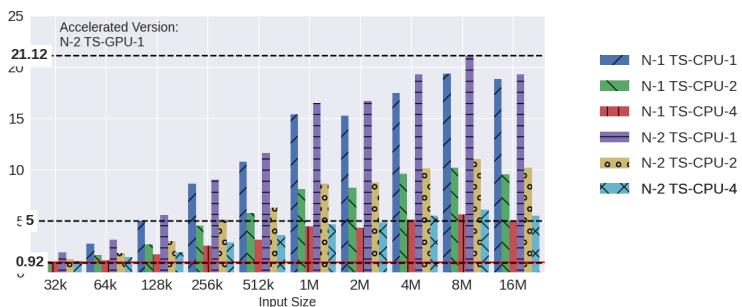 25
Accelerated Version:
N-2 TS-GPU-1
21.12
20
15
10
5
5
0.92
0
32k 64k 128k 256k 512k 1M 2M 4M 8M 16M
Input Size
N-1 TS-CPU-1
N-1 TS-CPU-2
N-1 TS-CPU-4
N-2 TS-CPU-1
N-2 TS-CPU-2
N-2 TS-CPU-4